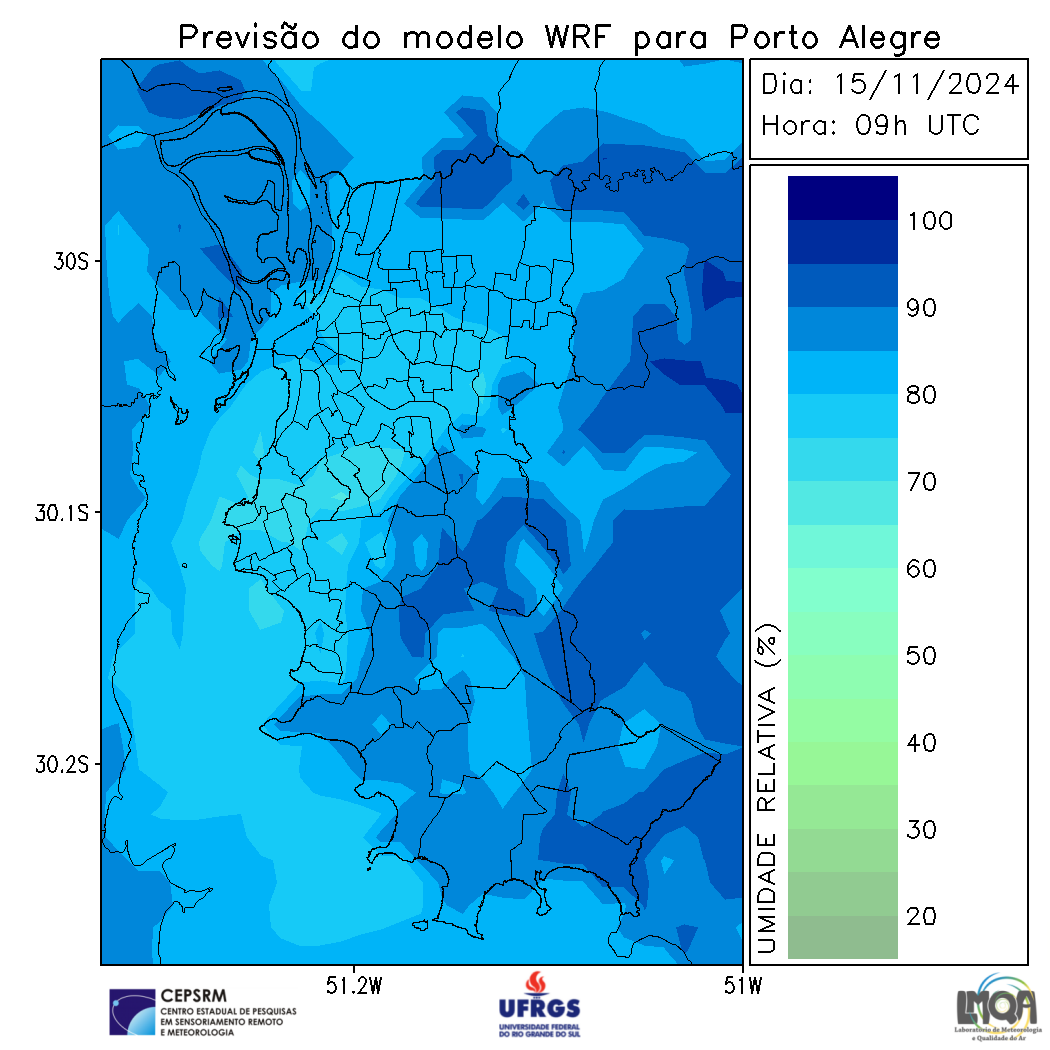 Previsão do modelo WRF para Porto Alegre
Dia: 15/11/2024
Hora: 09h UTC
30S
30.1S
30.2S
51.2W
51W
UMIDADE RELATIVA (%)
100
90
80
70
60
50
40
30
20
CEPSRM
CENTRO ESTADUAL DE PESQUISAS
EM SENSORIAMENTO REMOTO
E METEOROLOGIA
UFRGS
UNIVERSIDADE FEDERAL
DO RIO GRANDE DO SUL
LMQA
Laboratório de Meteorologia
e Qualidade do Ar